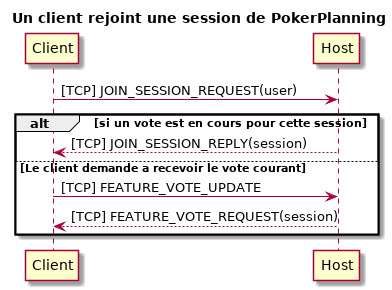 Un client rejoint une session de PokerPlanning
Client Host
[TCP] JOIN_SESSION_REQUEST(user)
alt [si un vote est en cours pour cette session]
[TCP] JOIN_SESSION_REPLY(session)
[Le client demande a recevoir le vote courant]
[TCP] FEATURE_VOTE_UPDATE
[TCP] FEATURE_VOTE_REQUEST(session)
Client Host